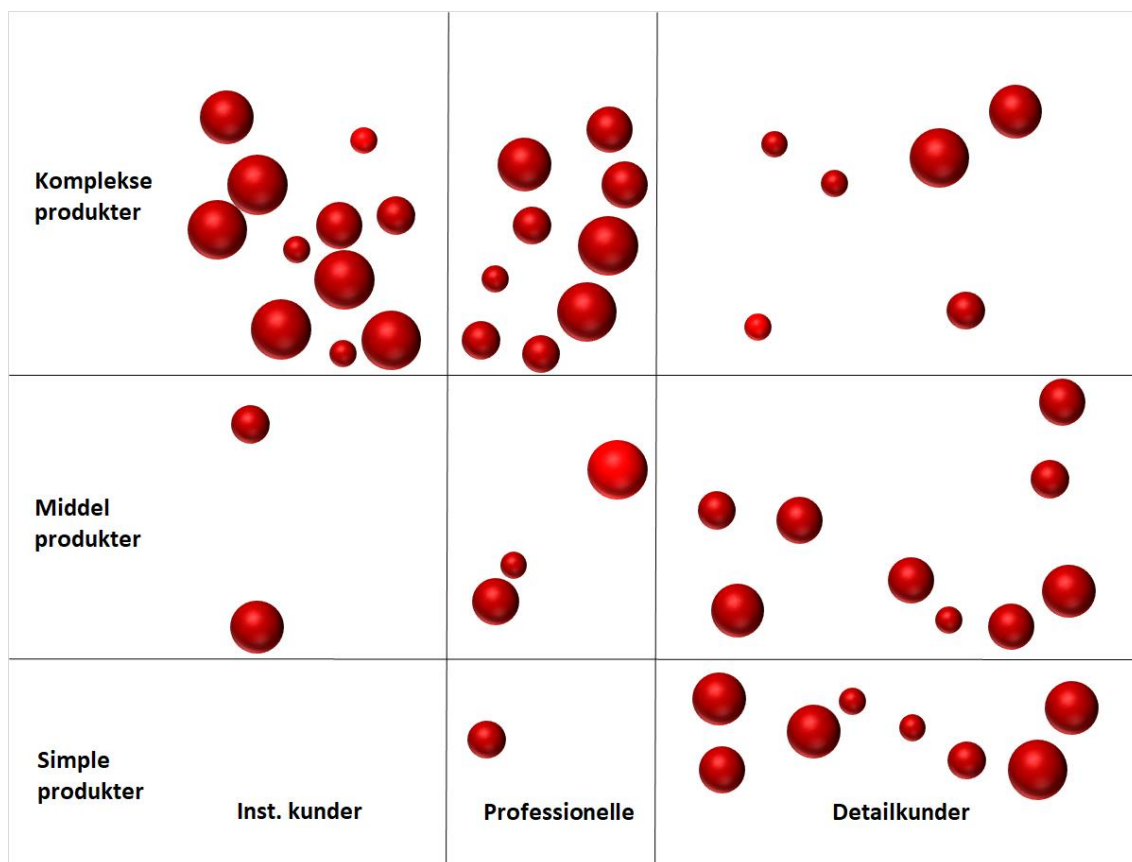 Komplekse
produkter
Middel
produkter
Simple
produkter
Inst. kunder
Professionelle
Detailkunder